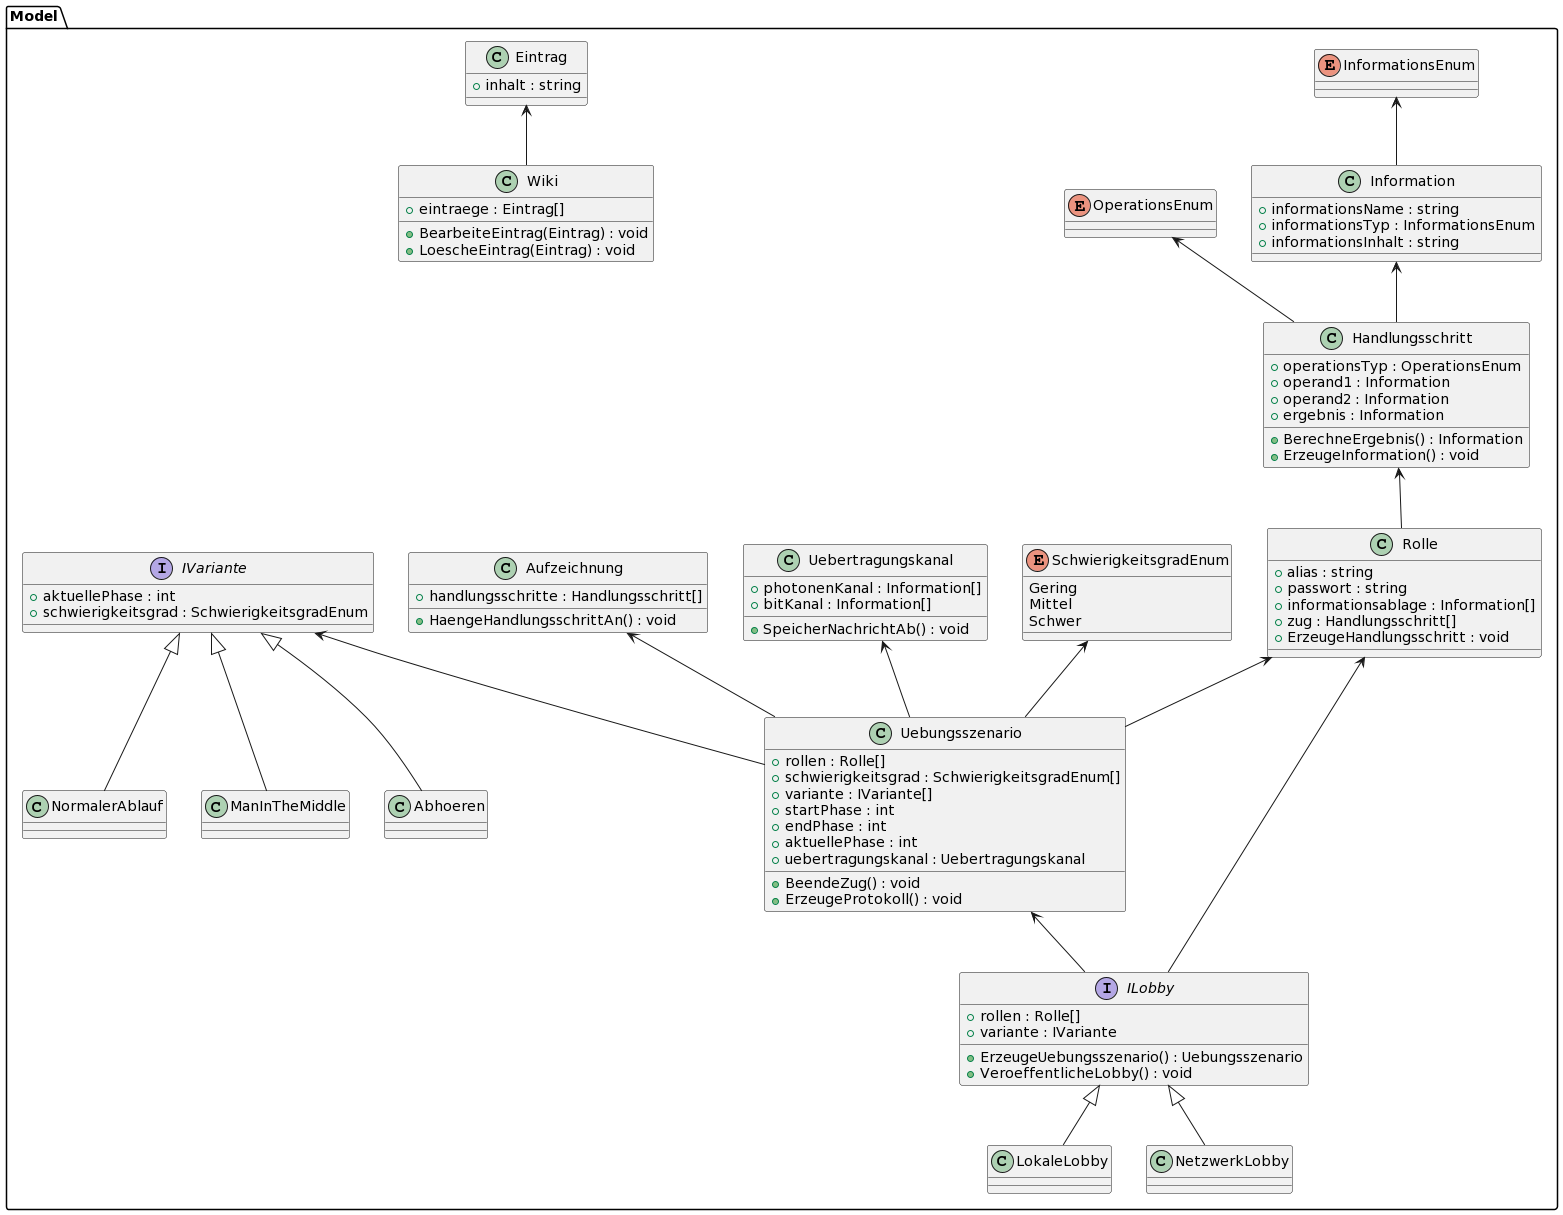 Model
C Eintrag
inhalt : string
E InformationsEnum
C Wiki
eintraege : Eintrag[]
BearbeiteEintrag(Eintrag) : void
LoescheEintrag(Eintrag) : void
E OperationsEnum
C Information
informationsName : string
informationsTyp : InformationsEnum
informationsInhalt : string
C Handlungsschritt
operationsTyp : OperationsEnum
operand1 : Information
operand2 : Information
ergebnis : Information
BerechneErgebnis() : Information
ErzeugeInformation() : void
I IVariante
aktuellePhase : int
schwierigkeitsgrad : SchwierigkeitsgradEnum
C Aufzeichnung
handlungsschritte : Handlungsschritt[]
HaengeHandlungsschrittAn() : void
C Uebertragungskanal
photonenKanal : Information[]
bitKanal : Information[]
SpeicherNachrichtAb() : void
E SchwierigkeitsgradEnum
Gering
Mittel
Schwer
C Rolle
alias : string
passwort : string
informationsablage : Information[]
zug : Handlungsschritt[]
ErzeugeHandlungsschritt : void
C NormalerAblauf
C ManInTheMiddle
C Abhoeren
C Uebungsszenario
rollen : Rolle[]
schwierigkeitsgrad : SchwierigkeitsgradEnum[]
variante : IVariante[]
startPhase : int
endPhase : int
aktuellePhase : int
uebertragungskanal : Uebertragungskanal
BeendeZug() : void
ErzeugeProtokoll() : void
I ILobby
rollen : Rolle[]
variante : IVariante
ErzeugeUebungsszenario() : Uebungsszenario
VeroeffentlicheLobby() : void
C LokaleLobby
C NetzwerkLobby